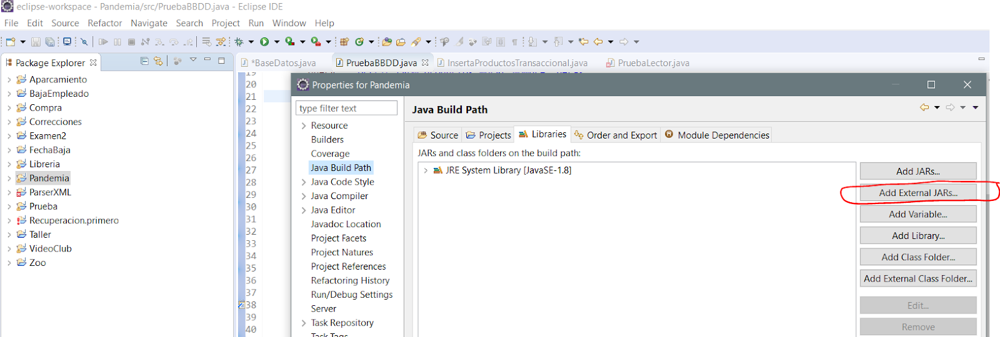 eclipse-workspace - Pandemia/src/PruebaBBDD.java - Eclipse IDE
File Edit Source Refactor Navigate Search Project Run Window Help
Package Explorer
*BaseDatos.java PruebaBBDD.java InsertaProductosTransaccional.java PruebaLector.java
Aparcamiento
BajaEmpleado
Compra
Correcciones
Examen2
FechaBaja
Libreria
Pandemia
ParserXML
Prueba
Recuperacion.primero
Taller
VideoClub
Zoo
19
20
21
22
23
24
25
26
27
28
29
30
31
32
33
34
35
36
37
38
39
40
Properties for Pandemia
type filter text
Resource
Builders
Coverage
Java Build Path
Java Code Style
Java Compiler
Java Editor
Javadoc Location
Project Facets
Project Natures
Project References
Refactoring History
Run/Debug Settings
Server
Task Repository
Task Tags
Java Build Path
Source Projects Libraries Order and Export Module Dependencies
JARs and class folders on the build path:
JRE System Library [JavaSE-1.8]
Add JARs...
Add External JARs...
Add Variable...
Add Library...
Add Class Folder...
Add External Class Folder...
Edit...
Remove